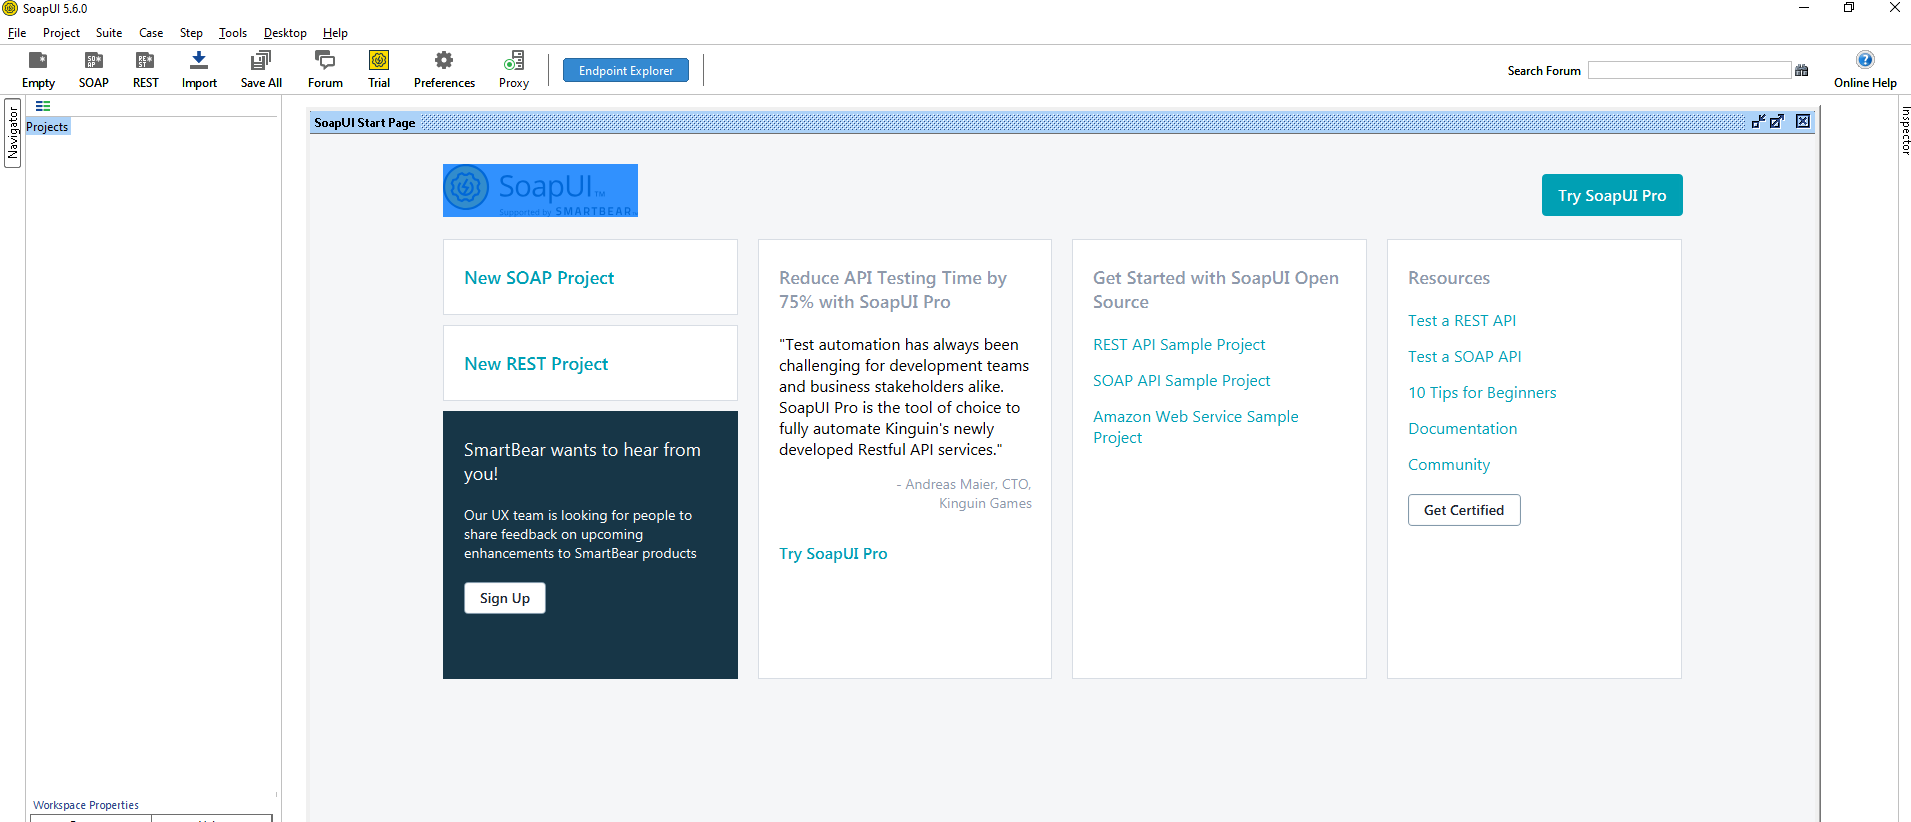 SoapUI 5.6.0
File Project Suite Case Step Tools Desktop Help
Empty SOAP REST Import Save All Forum Trial Preferences Proxy Endpoint Explorer Search Forum Online Help
Navigator
Projects
Inspector
SoapUI Start Page
SoapUI™
Supported by SMARTBEAR
Try SoapUI Pro
New SOAP Project
New REST Project
SmartBear wants to hear from
you!
Our UX team is looking for people to
share feedback on upcoming
enhancements to SmartBear products
Sign Up
Reduce API Testing Time by
75% with SoapUI Pro
"Test automation has always been
challenging for development teams
and business stakeholders alike.
SoapUI Pro is the tool of choice to
fully automate Kinguin's newly
developed Restful API services."
- Andreas Maier, CTO,
Kinguin Games
Try SoapUI Pro
Get Started with SoapUI Open
Source
REST API Sample Project
SOAP API Sample Project
Amazon Web Service Sample
Project
Resources
Test a REST API
Test a SOAP API
10 Tips for Beginners
Documentation
Community
Get Certified
Workspace Properties